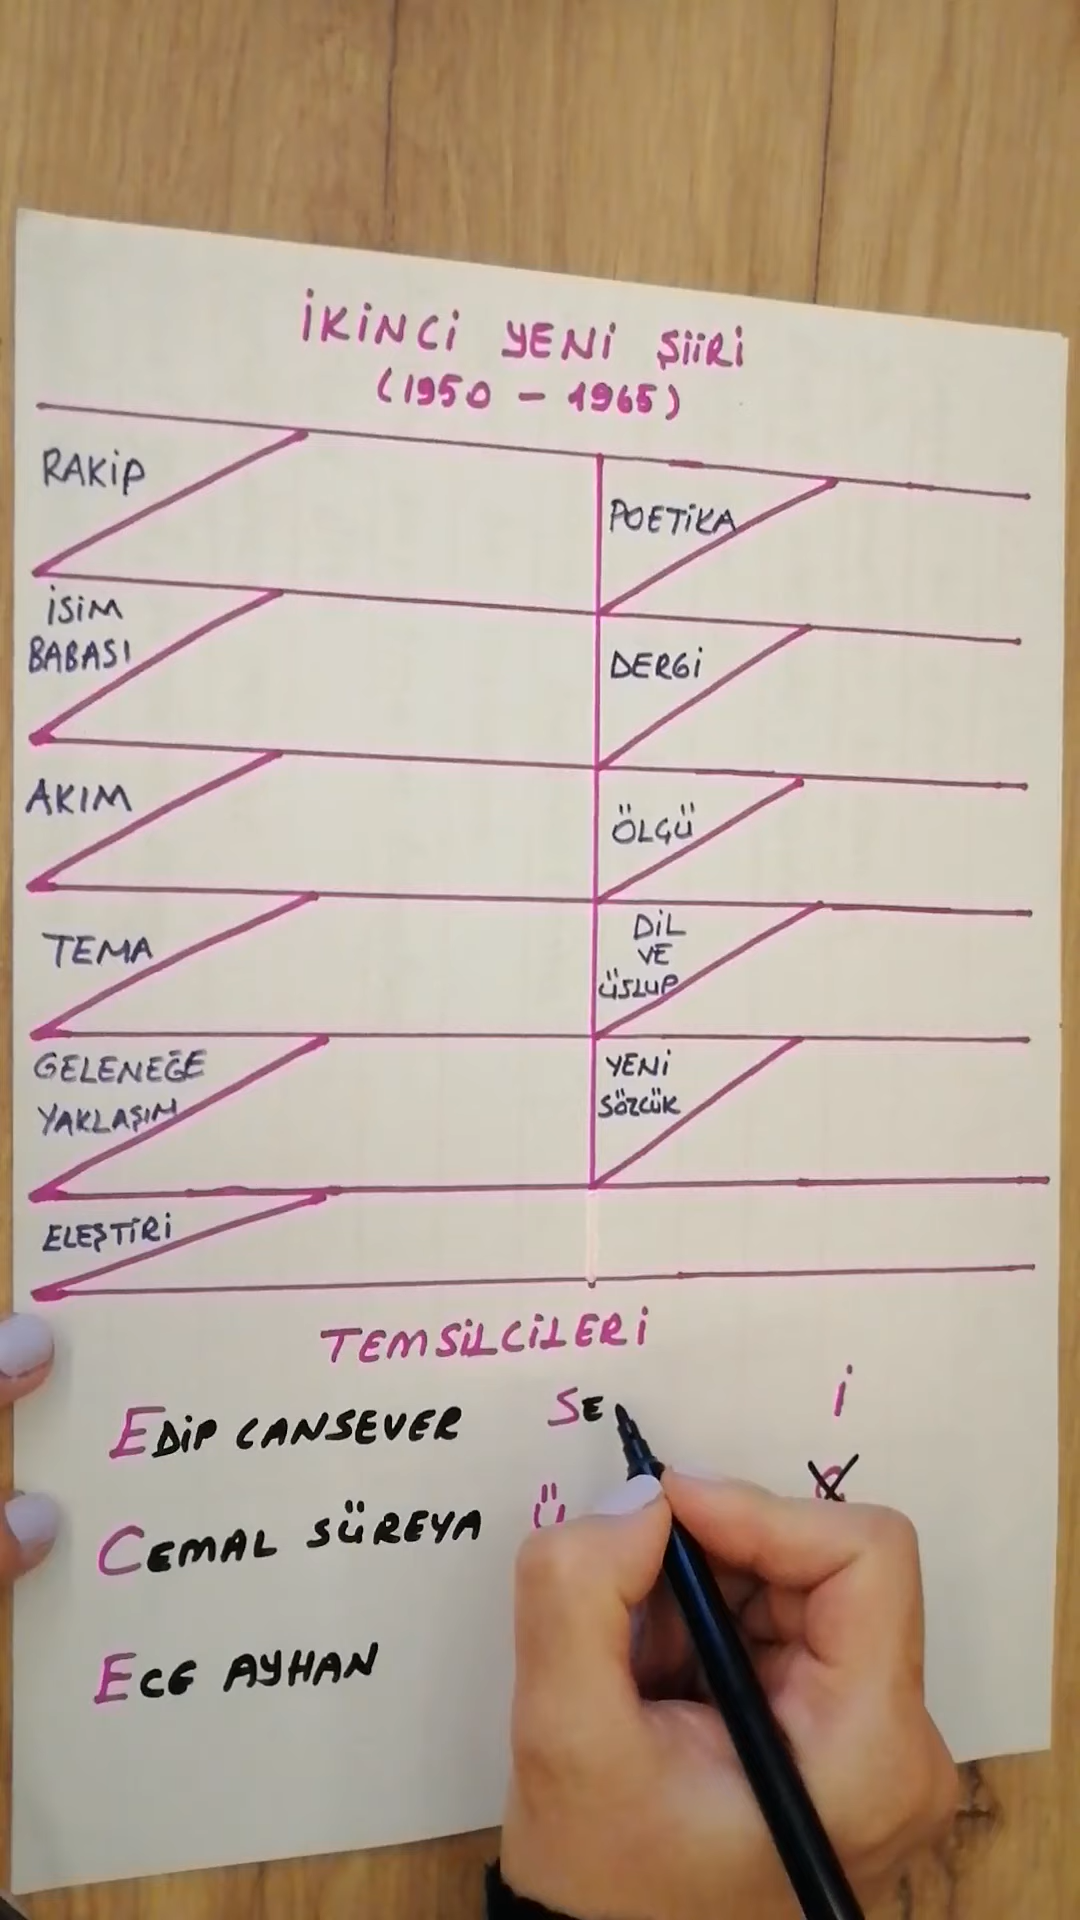 İKİNCİ YENİ ŞİİRİ
(1950 - 1965)
RAKİP
POETİKA
İSİM
BABASI
DERGİ
AKIM
ÖLÇÜ
TEMA
DİL
VE
ÜSLUP
GELENEĞE
YAKLAŞIM
YENİ
SÖZCÜK
ELEŞTİRİ
TEMSİLCİLERİ
EDİP CANSEVER
SE
İ
CEMAL SÜREYA
Ü
ECE AYHAN